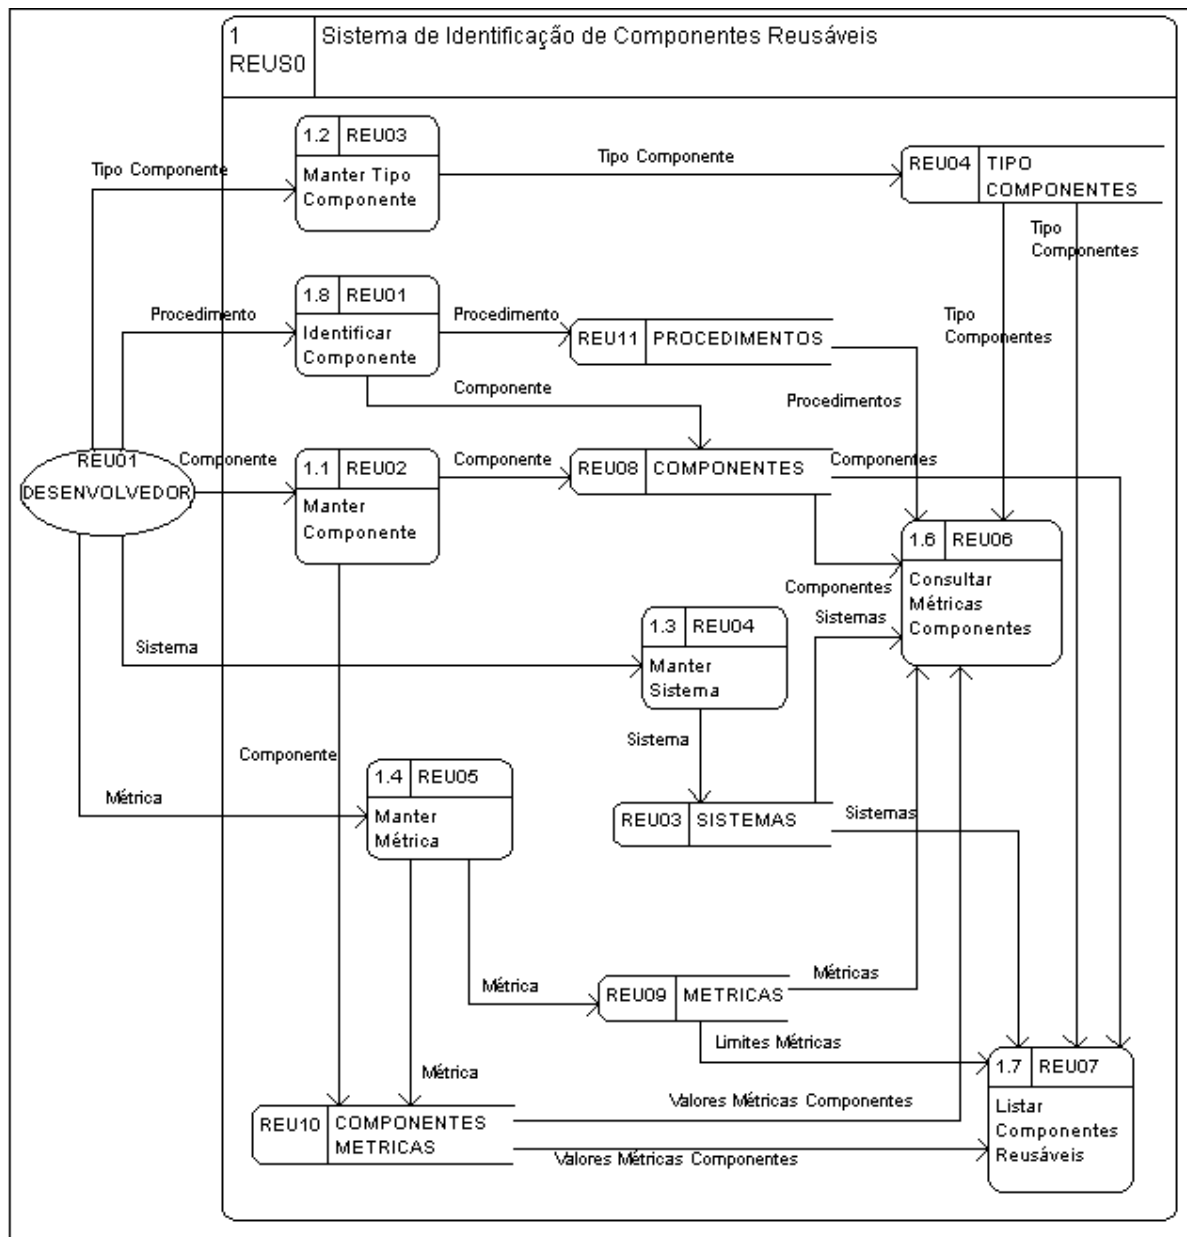 1
REUS0
Sistema de Identificação de Componentes Reusáveis
1.2 REU03
Manter Tipo
Componente
Tipo Componente
Tipo Componente
REU04 TIPO
COMPONENTES
Tipo
Componentes
1.8 REU01
Identificar
Componente
Procedimento
Procedimento
REU11 PROCEDIMENTOS
Tipo
Componentes
Componente
Procedimentos
REU01
DESENVOLVEDOR
Componente
1.1 REU02
Manter
Componente
Componente
REU08 COMPONENTES
Componentes
1.6 REU06
Consultar
Métricas
Componentes
Componentes
Sistemas
1.3 REU04
Manter
Sistema
Sistema
Sistema
Componente
1.4 REU05
Manter
Métrica
Métrica
REU03 SISTEMAS
Sistemas
Métrica
REU09 METRICAS
Métricas
Limites Métricas
1.7 REU07
Listar
Componentes
Reusáveis
Métrica
REU10 COMPONENTES
METRICAS
Valores Métricas Componentes
Valores Métricas Componentes